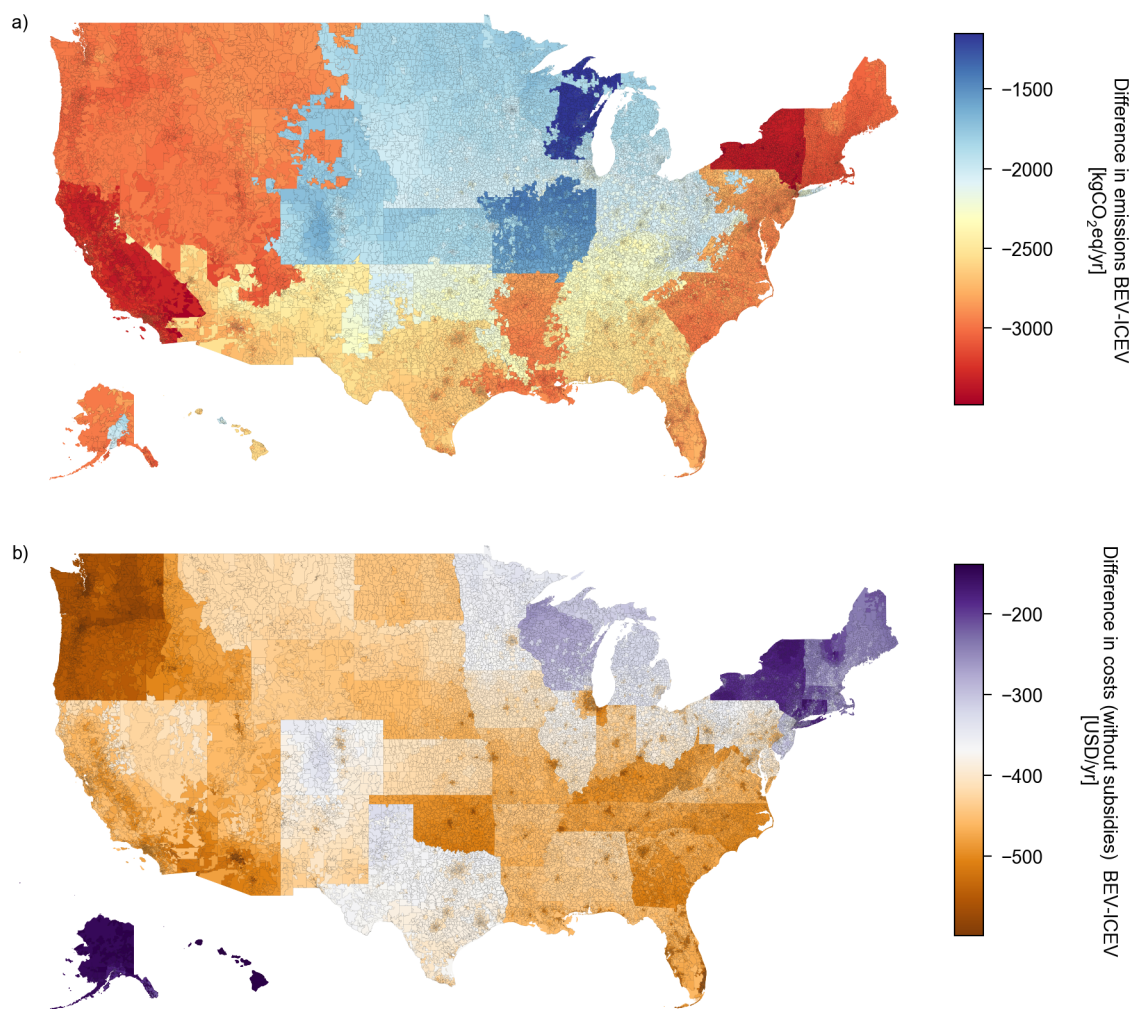 a)
−1500
−2000
−2500
−3000
Difference in emissions BEV-ICEV
[kgCO₂eq/yr]
b)
−200
−300
−400
−500
Difference in costs (without subsidies) BEV-ICEV
[USD/yr]